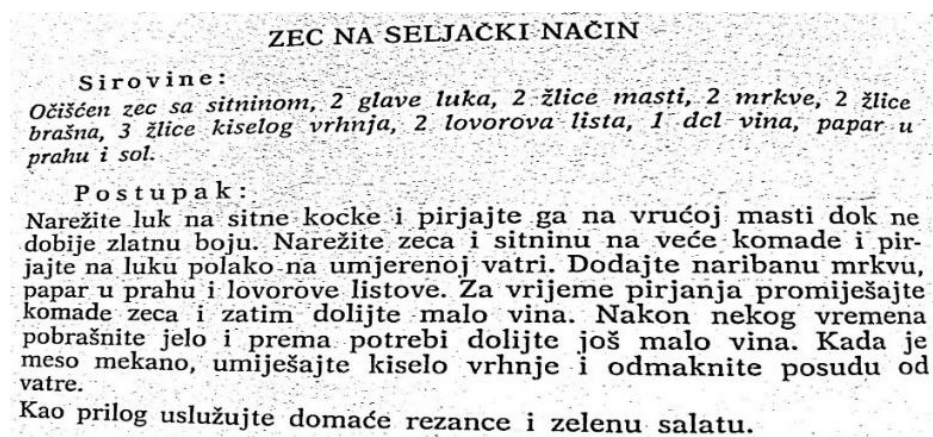 ZEC NA SELJAČKI NAČIN
Sirovine:
Očišćen zec sa sitninom, 2 glave luka, 2 žlice masti, 2 mrkve, 2 žlice
brašna, 3 žlice kiselog vrhnja, 2 lovorova lista, 1 dcl vina, papar u
prahu i sol.
Postupak:
Narežite luk na sitne kocke i pirjajte ga na vrućoj masti dok ne
dobije zlatnu boju. Narežite zeca i sitninu na veće komade i pir-
jajte na luku polako na umjerenoj vatri. Dodajte naribanu mrkvu,
papar u prahu i lovorove listove. Za vrijeme pirjanja promiješajte
komade zeca i zatim dolijte malo vina. Nakon nekog vremena
pobrašnite jelo i prema potrebi dolijte još malo vina. Kada je
meso mekano, umiješajte kiselo vrhnje i odmaknite posudu od
vatre.
Kao prilog uslužujte domaće rezance i zelenu salatu.